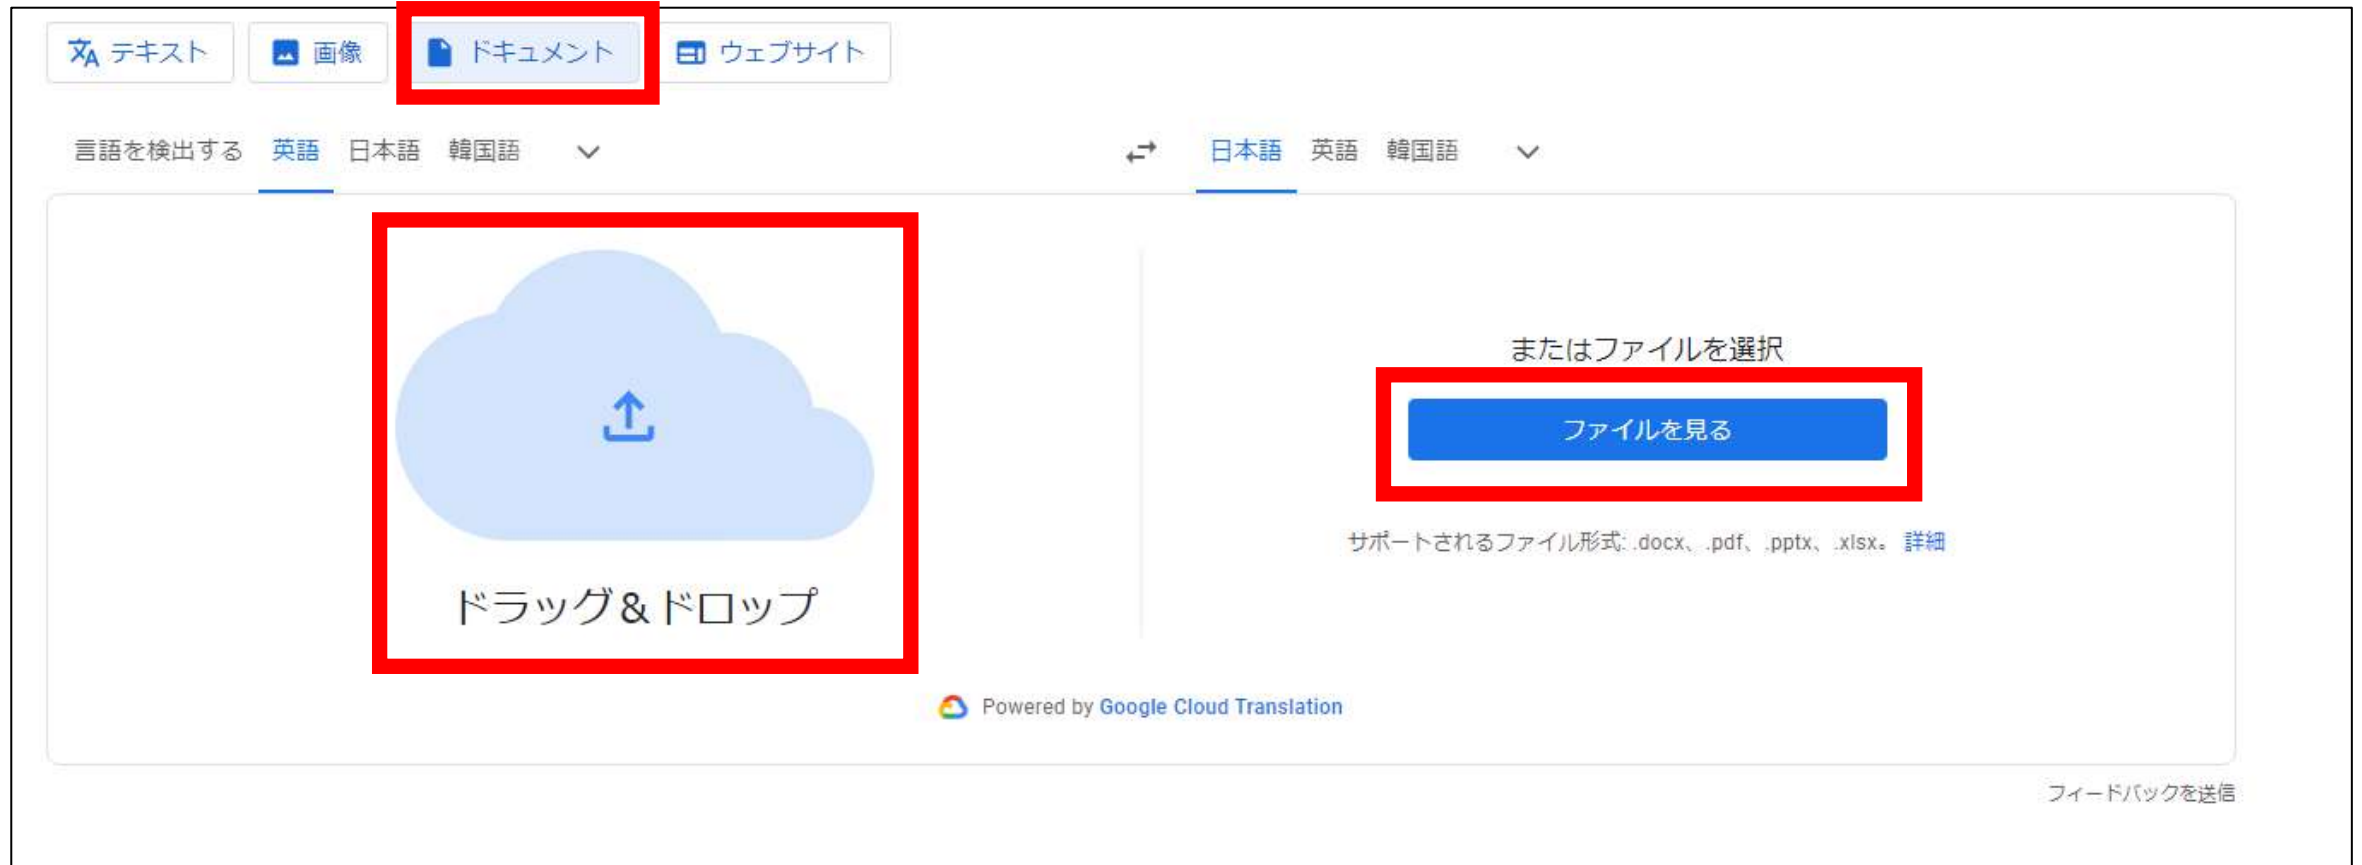 テキスト 画像 ドキュメント ウェブサイト
言語を検出する 英語 日本語 韓国語 日本語 英語 韓国語
またはファイルを選択
ファイルを見る
サポートされるファイル形式: .docx、.pdf、.pptx、.xlsx。 詳細
ドラッグ&ドロップ
Powered by Google Cloud Translation
フィードバックを送信